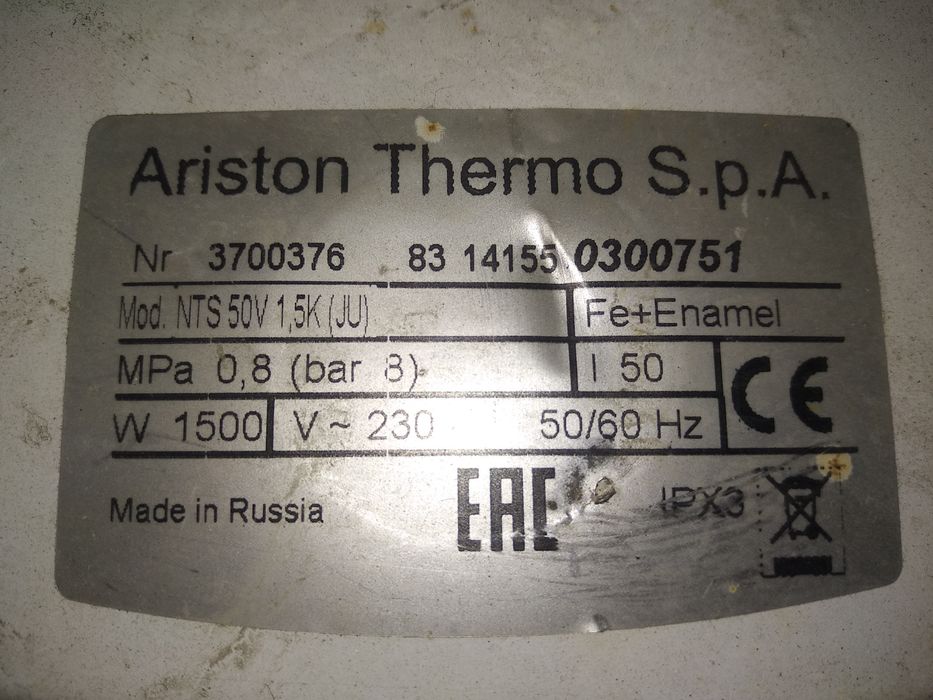 Ariston Thermo S.p.A.
Nr 3700376 83 14155 0300751
Mod. NTS 50V 1,5K (JU) Fe+Enamel
MPa 0,8 (bar 8) l 50
W 1500 V ~ 230 50/60 Hz CE
Made in Russia EAC IPX3